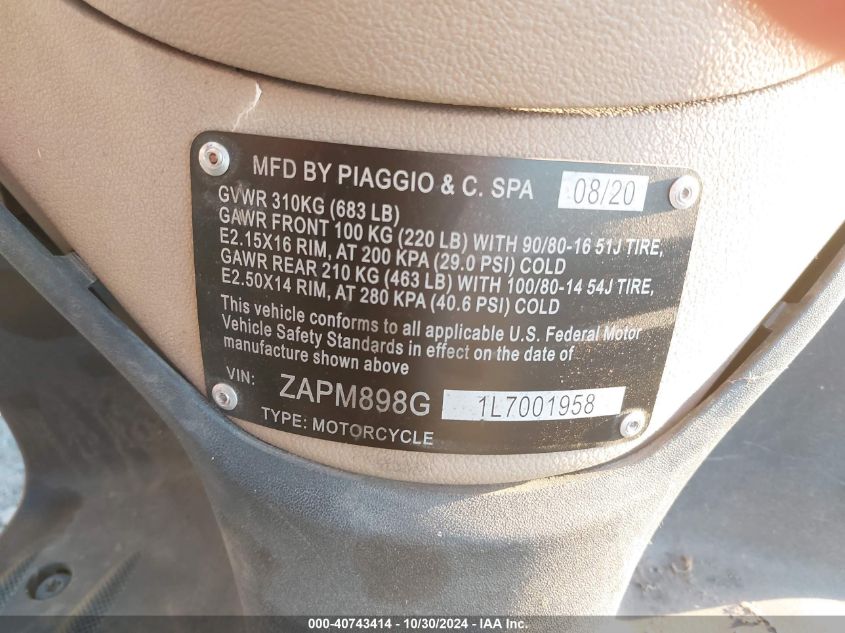 MFD BY PIAGGIO & C. SPA 08/20
GVWR 310KG (683 LB)
GAWR FRONT 100 KG (220 LB) WITH 90/80-16 51J TIRE,
E2.15X16 RIM, AT 200 KPA (29.0 PSI) COLD
GAWR REAR 210 KG (463 LB) WITH 100/80-14 54J TIRE,
E2.50X14 RIM, AT 280 KPA (40.6 PSI) COLD
This vehicle conforms to all applicable U.S. Federal Motor
Vehicle Safety Standards in effect on the date of
manufacture shown above
VIN: ZAPM898G 1L7001958
TYPE: MOTORCYCLE
000-40743414 - 10/30/2024 - IAA Inc.